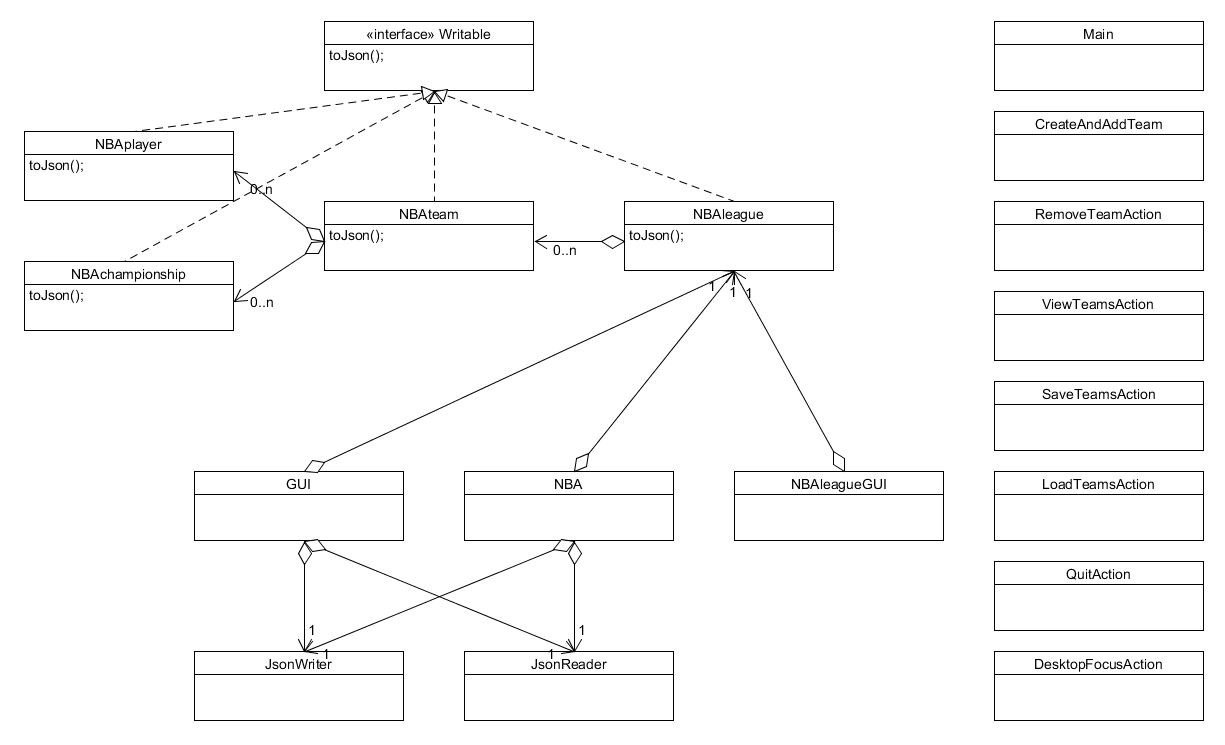 «interface» Writable
toJson();
Main
CreateAndAddTeam
NBAplayer
toJson();
0..n
NBAteam
toJson();
NBAleague
toJson();
0..n
RemoveTeamAction
NBAchampionship
toJson();
0..n
1
1
1
ViewTeamsAction
SaveTeamsAction
GUI
NBA
NBAleagueGUI
LoadTeamsAction
QuitAction
1
1
1
1
JsonWriter
JsonReader
DesktopFocusAction